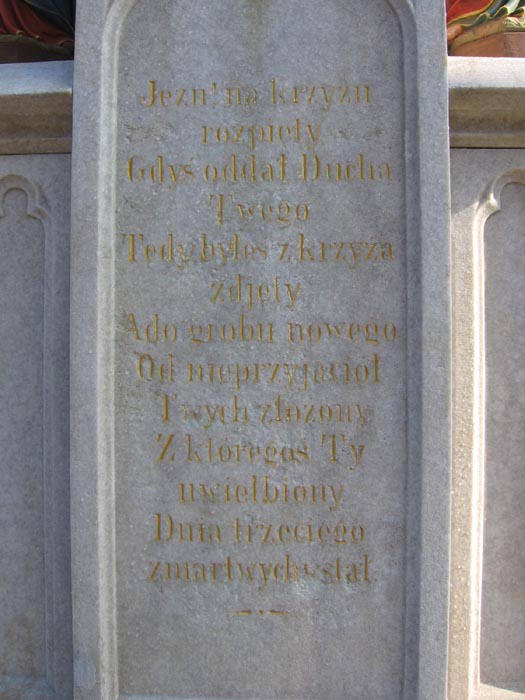 Jezu! na krzyżu
rozpięty
Gdyś oddał Ducha
Twego
Tedy byłeś z krzyża
zdjęty
A do grobu nowego
Od nieprzyjacioł
Twych złożony
Z któregoś Ty
uwielbiony
Dnia trzeciego
zmartwychwstał